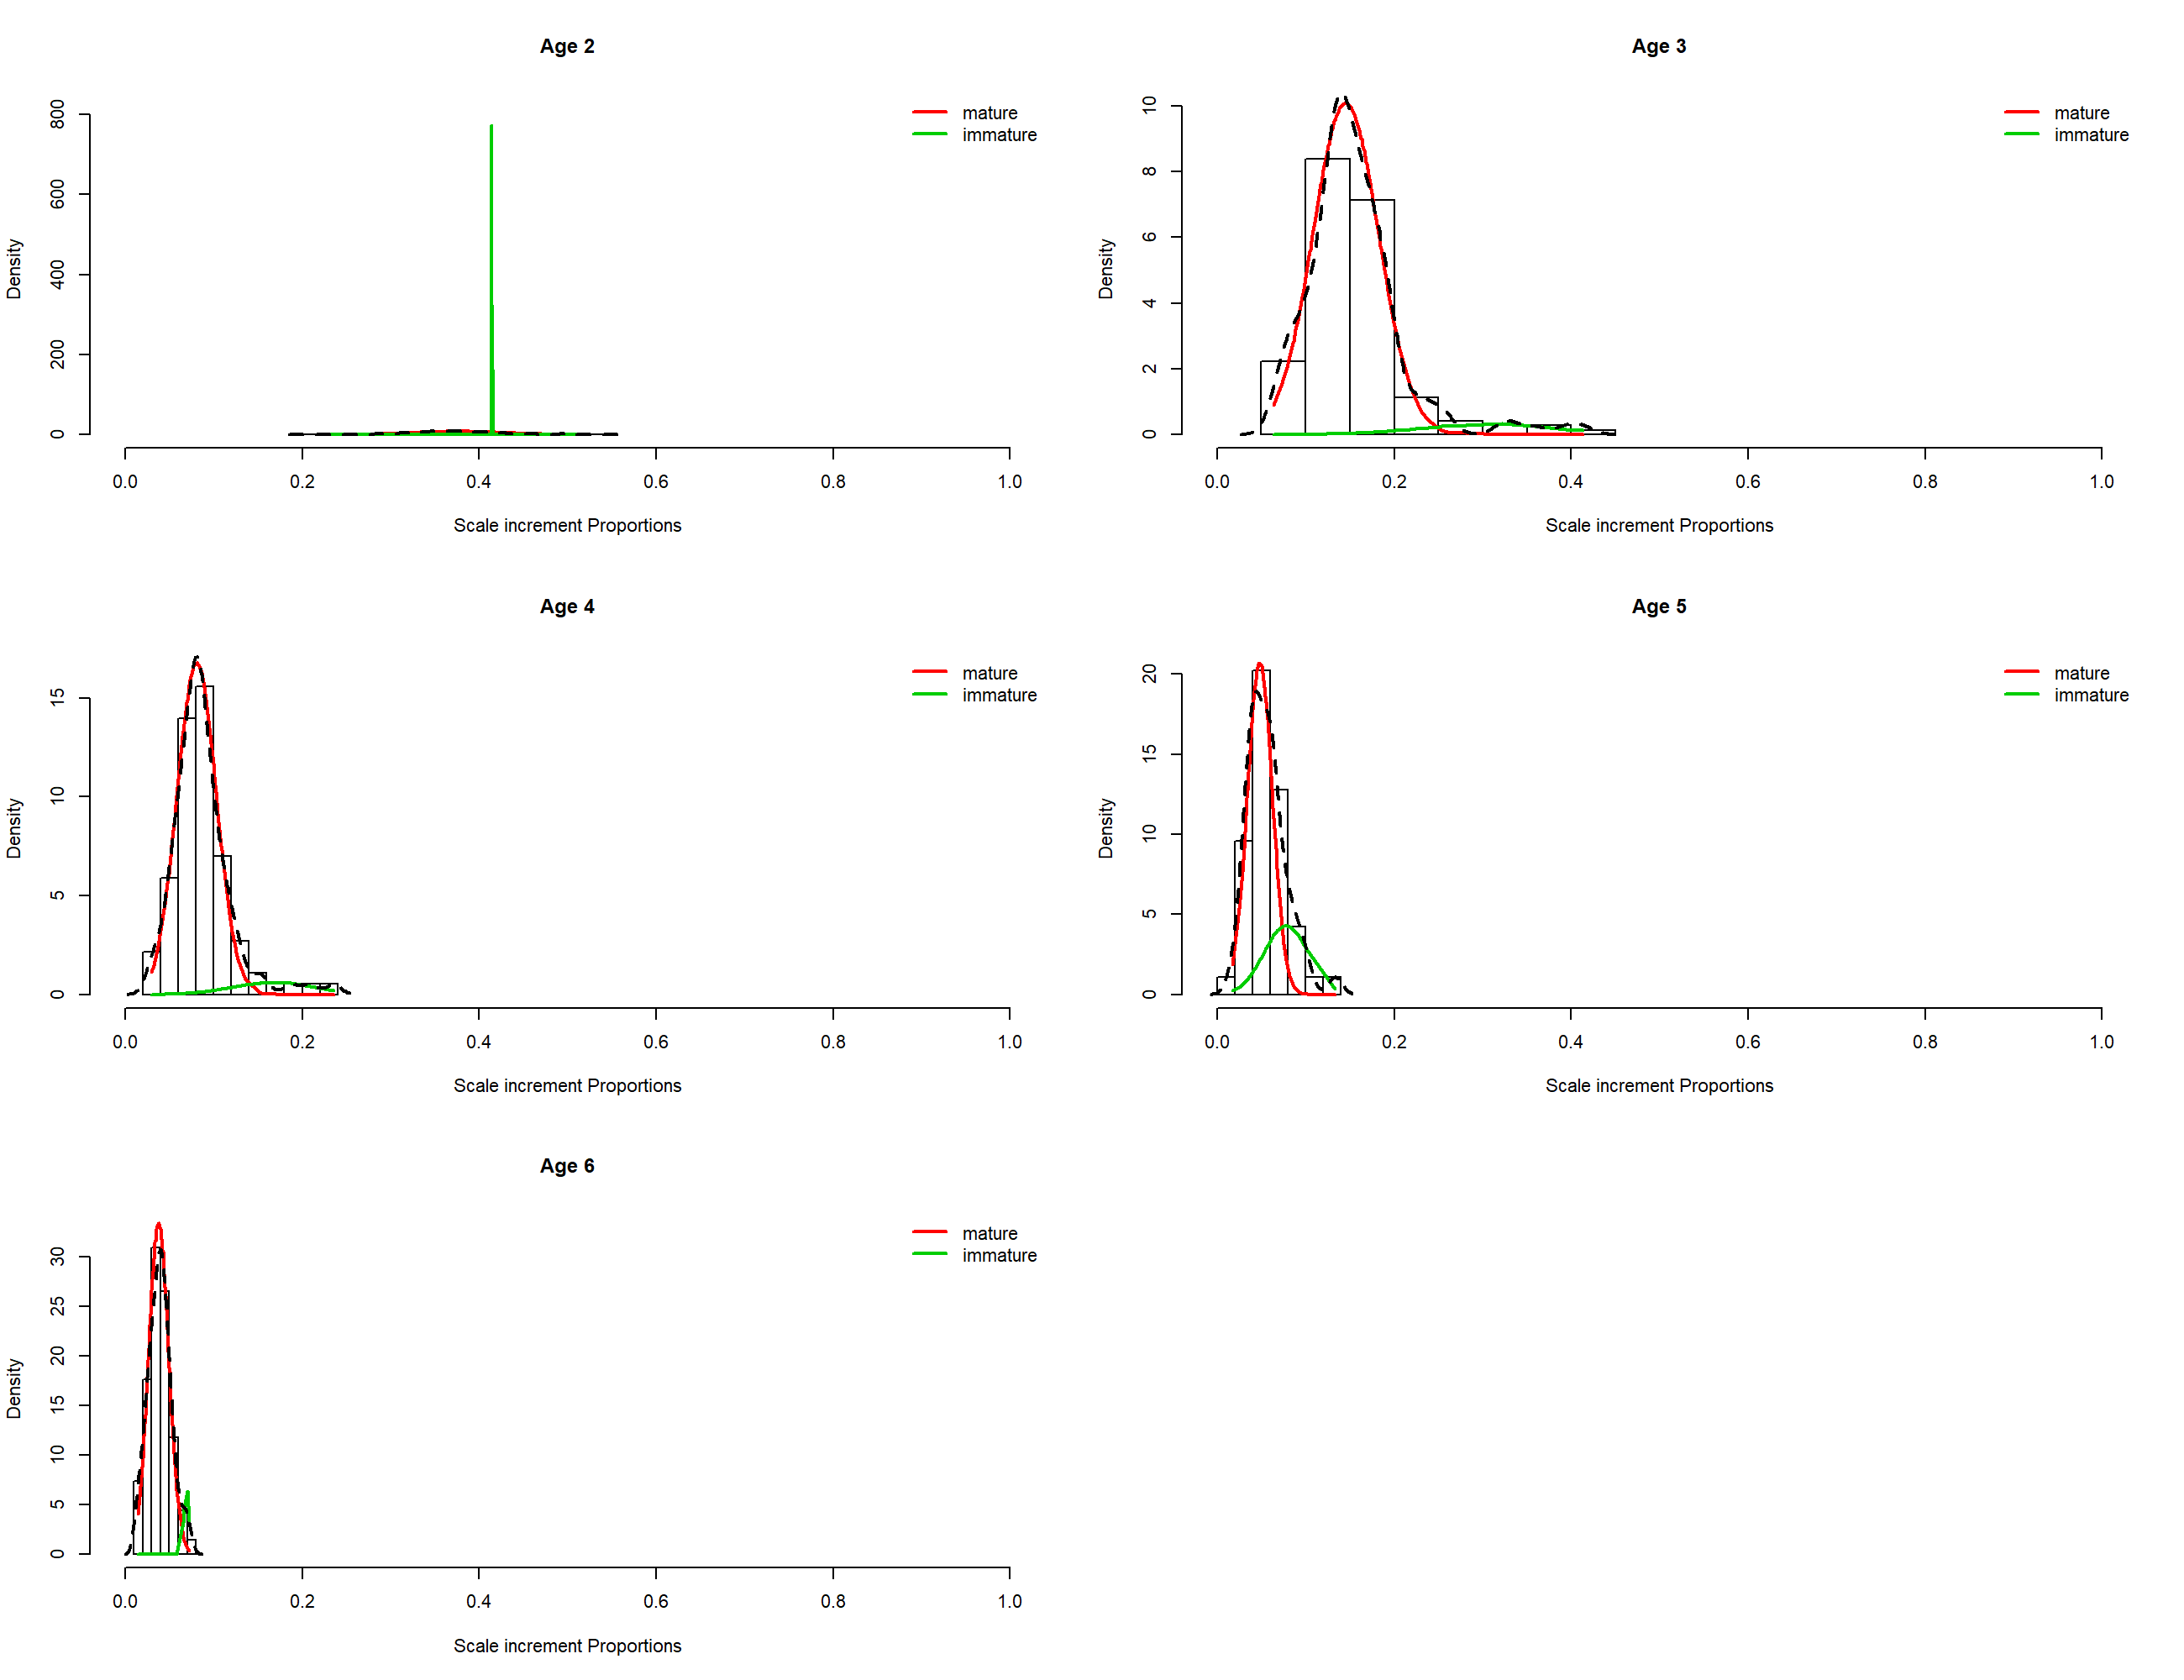 Age 2
mature
immature
Density
800
600
400
200
0
0.0 0.2 0.4 0.6 0.8 1.0
Scale increment Proportions
Age 3
mature
immature
Density
10
8
6
4
2
0
0.0 0.2 0.4 0.6 0.8 1.0
Scale increment Proportions
Age 4
mature
immature
Density
15
10
5
0
0.0 0.2 0.4 0.6 0.8 1.0
Scale increment Proportions
Age 5
mature
immature
Density
20
15
10
5
0
0.0 0.2 0.4 0.6 0.8 1.0
Scale increment Proportions
Age 6
mature
immature
Density
30
25
20
15
10
5
0
0.0 0.2 0.4 0.6 0.8 1.0
Scale increment Proportions